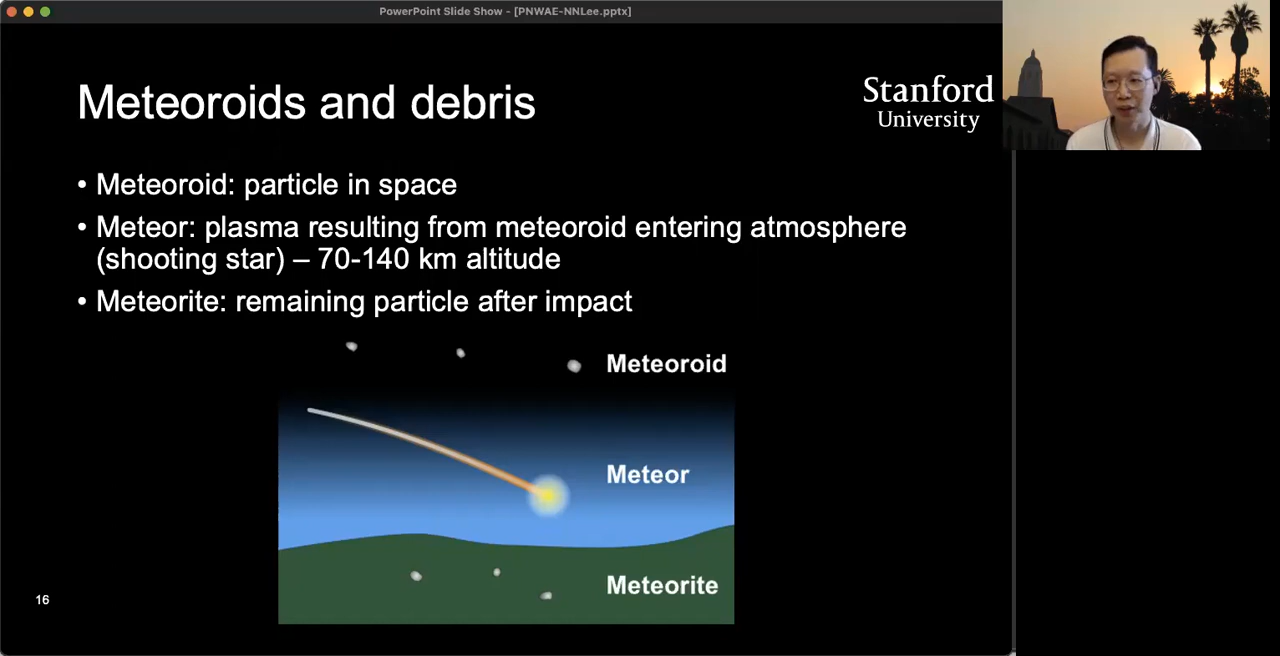 PowerPoint Slide Show - [PNWAE-NNLee.pptx]
Meteoroids and debris
Stanford
University
• Meteoroid: particle in space
• Meteor: plasma resulting from meteoroid entering atmosphere
(shooting star) – 70-140 km altitude
• Meteorite: remaining particle after impact
Meteoroid
Meteor
Meteorite
16